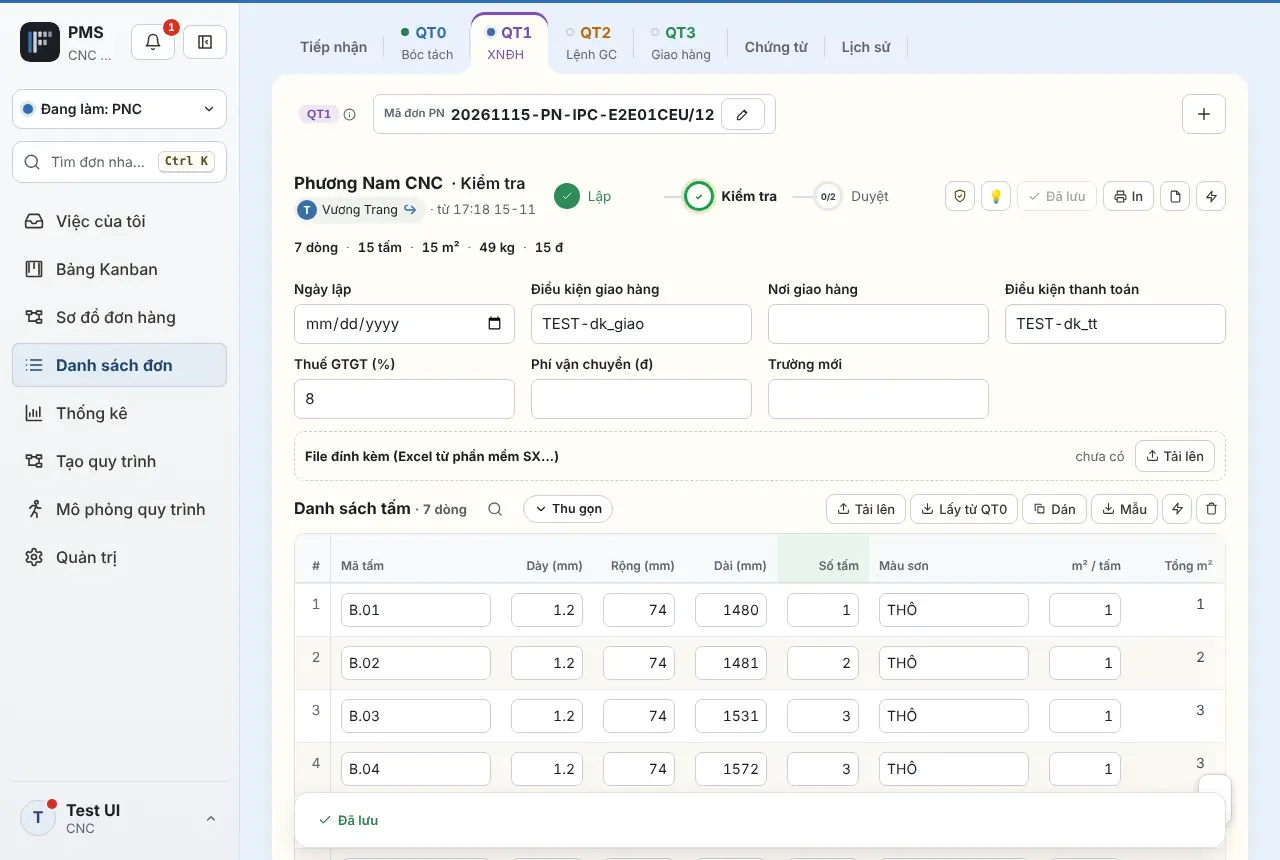 PMS
CNC ...
1
Đang làm: PNC
Tìm đơn nha...
Ctrl K
Việc của tôi
Bảng Kanban
Sơ đồ đơn hàng
Danh sách đơn
Thống kê
Tạo quy trình
Mô phỏng quy trình
Quản trị
T
Test UI
CNC
Tiếp nhận
QT0
Bóc tách
QT1
XNĐH
QT2
Lệnh GC
QT3
Giao hàng
Chứng từ
Lịch sử
QT1
Mã đơn PN 20261115-PN-IPC-E2E01CEU/12
Phương Nam CNC · Kiểm tra
T Vương Trang · từ 17:18 15-11
Lập
Kiểm tra
0/2 Duyệt
Đã lưu
In
7 dòng · 15 tấm · 15 m² · 49 kg · 15 đ
Ngày lập
Điều kiện giao hàng
Nơi giao hàng
Điều kiện thanh toán
mm/dd/yyyy
TEST-dk_giao
TEST-dk_tt
Thuế GTGT (%)
Phí vận chuyển (đ)
Trường mới
8
File đính kèm (Excel từ phần mềm SX...)
chưa có
Tải lên
Danh sách tấm · 7 dòng
Thu gọn
Tải lên
Lấy từ QT0
Dán
Mẫu
# Mã tấm Dày (mm) Rộng (mm) Dài (mm) Số tấm Màu sơn m² / tấm Tổng m²
1 B.01 1.2 74 1480 1 THÔ 1 1
2 B.02 1.2 74 1481 2 THÔ 1 2
3 B.03 1.2 74 1531 3 THÔ 1 3
4 B.04 1.2 74 1572 3 THÔ 1 3
Đã lưu